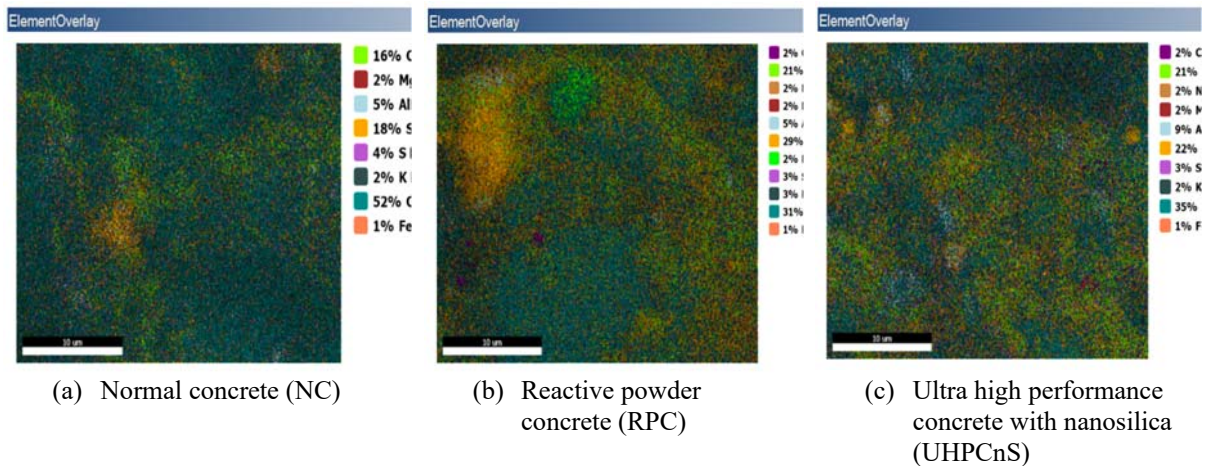 ElementOverlay
16% O
2% Mg
5% Al
18% S
4% S
2% K
52% C
1% Fe
10 um
ElementOverlay
2%
21%
2%
2%
5%
29%
2%
3%
3%
31%
1%
10 um
ElementOverlay
2% C
21%
2% N
2% M
9% A
22%
3% S
2% K
35%
1% F
10 um
(a) Normal concrete (NC)
(b) Reactive powder
concrete (RPC)
(c) Ultra high performance
concrete with nanosilica
(UHPCnS)